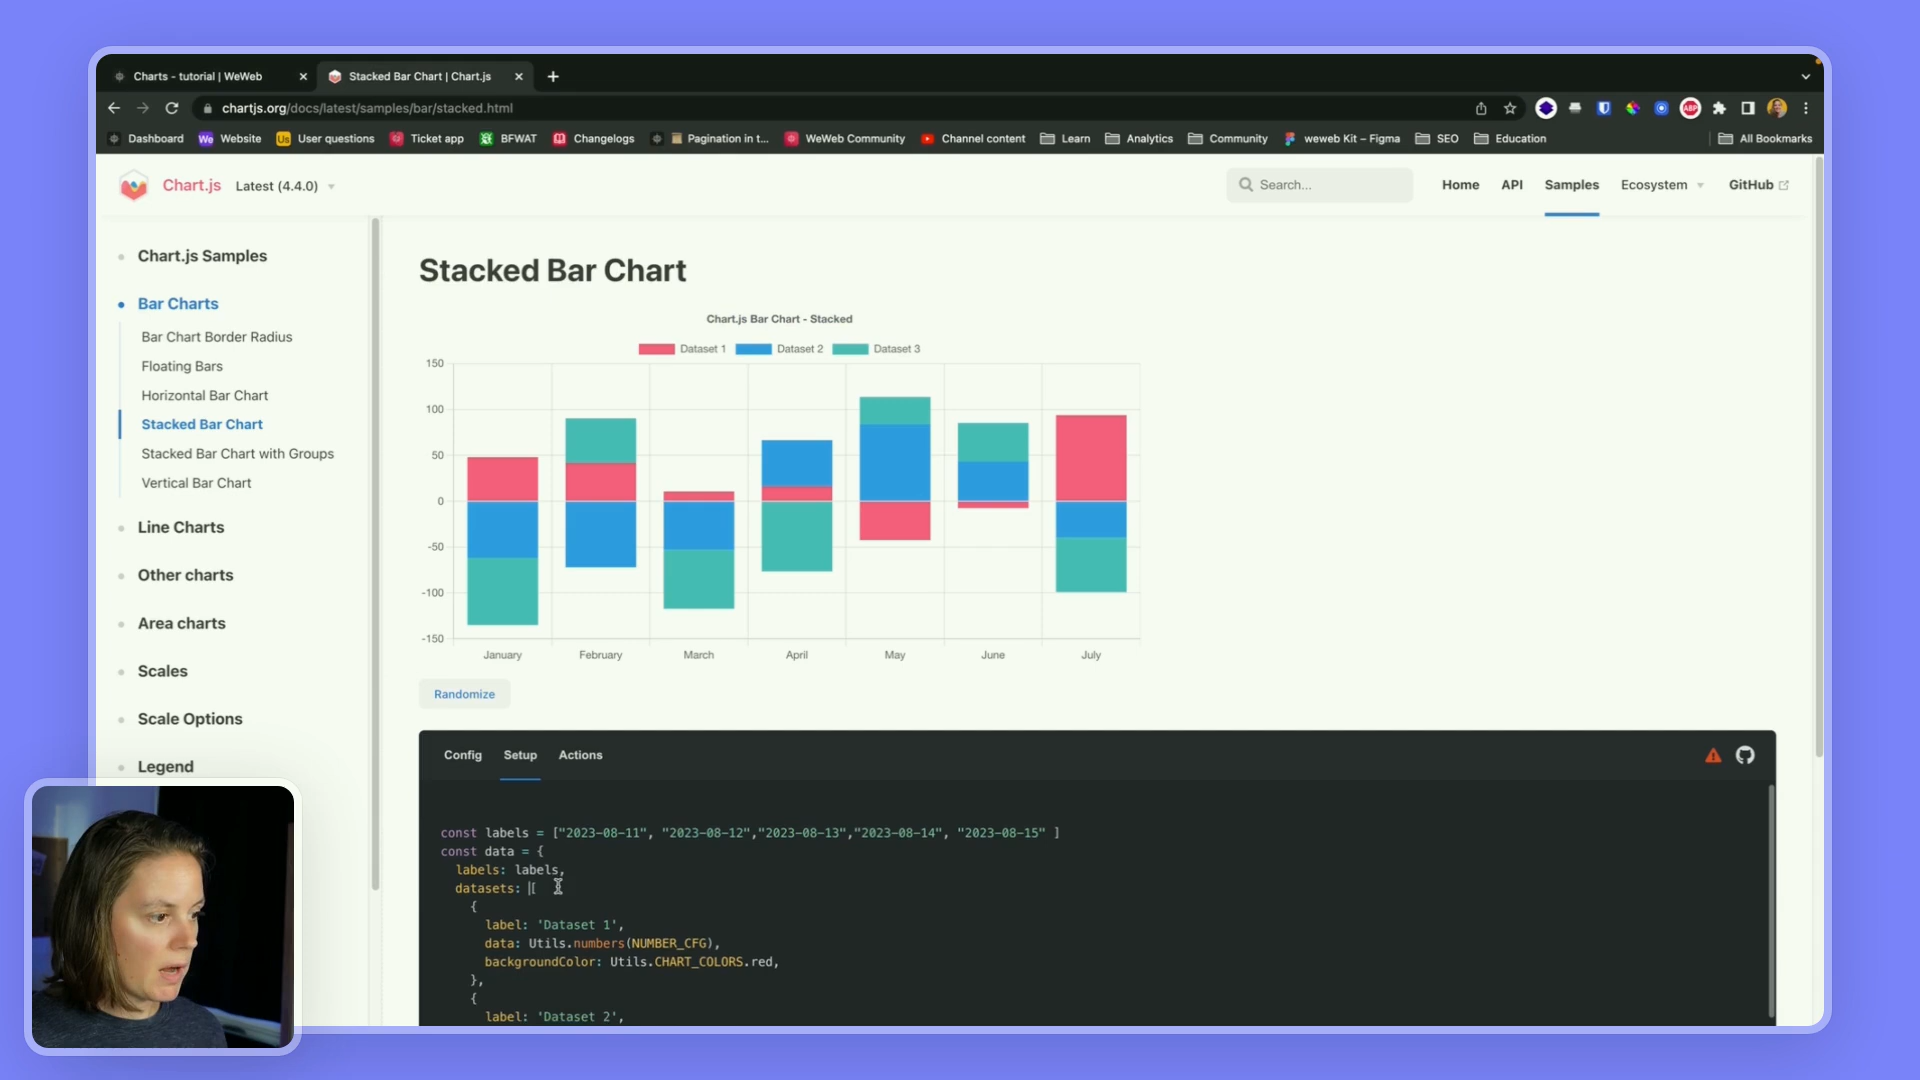 Charts - tutorial | WeWeb
Stacked Bar Chart | Chart.js
chartjs.org/docs/latest/samples/bar/stacked.html
ABP
Dashboard We Website Us User questions Ticket app BFWAT Changelogs Pagination in t... WeWeb Community Channel content Learn Analytics Community weweb Kit – Figma SEO Education All Bookmarks
Chart.js Latest (4.4.0) Search... Home API Samples Ecosystem GitHub
Chart.js Samples
Bar Charts
Bar Chart Border Radius
Floating Bars
Horizontal Bar Chart
Stacked Bar Chart
Stacked Bar Chart with Groups
Vertical Bar Chart
Line Charts
Other charts
Area charts
Scales
Scale Options
Legend
Stacked Bar Chart
Chart.js Bar Chart - Stacked
Dataset 1 Dataset 2 Dataset 3
150
100
50
0
-50
-100
-150
January February March April May June July
Randomize
Config Setup Actions
const labels = ["2023-08-11", "2023-08-12","2023-08-13","2023-08-14", "2023-08-15" ]
const data = {
labels: labels,
datasets: [
{
label: 'Dataset 1',
data: Utils.numbers(NUMBER_CFG),
backgroundColor: Utils.CHART_COLORS.red,
},
{
label: 'Dataset 2',